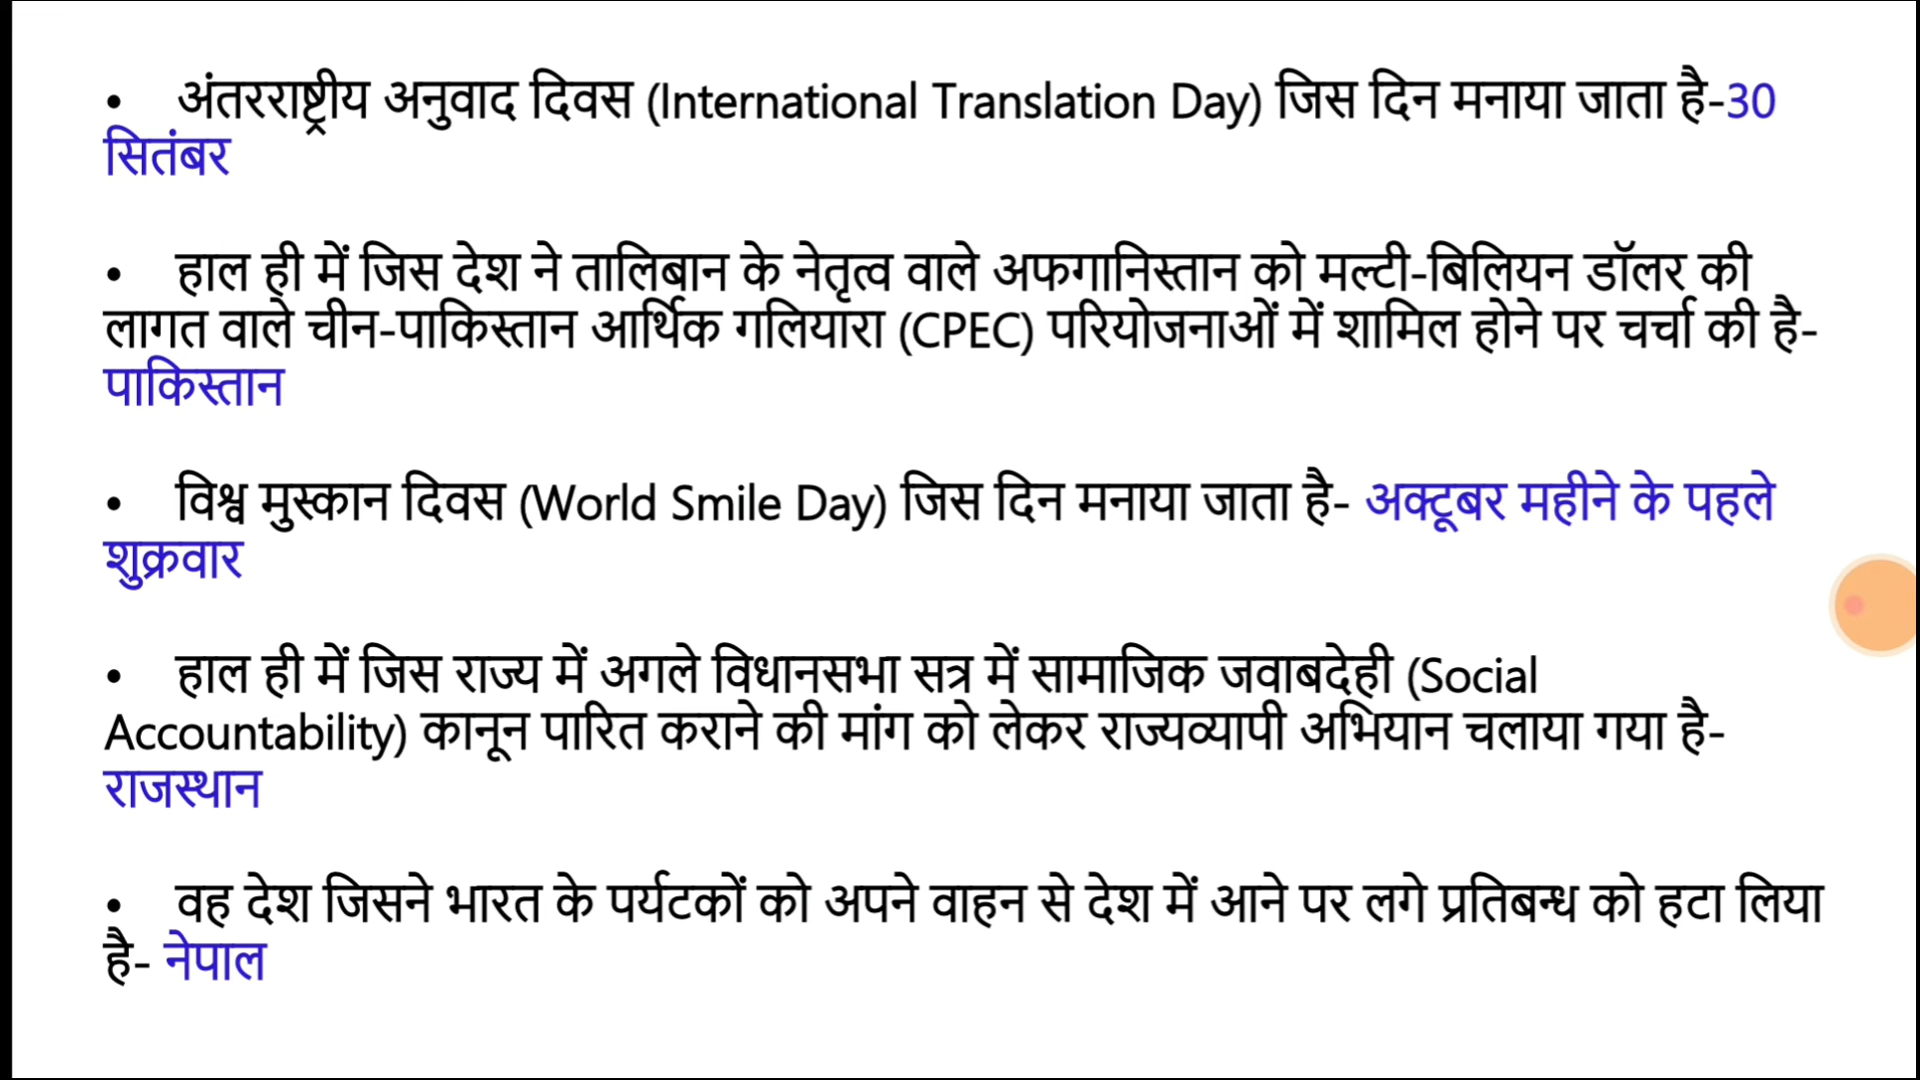 • अंतरराष्ट्रीय अनुवाद दिवस (International Translation Day) जिस दिन मनाया जाता है-30
सितंबर
• हाल ही में जिस देश ने तालिबान के नेतृत्व वाले अफगानिस्तान को मल्टी-बिलियन डॉलर की
लागत वाले चीन-पाकिस्तान आर्थिक गलियारा (CPEC) परियोजनाओं में शामिल होने पर चर्चा की है-
पाकिस्तान
• विश्व मुस्कान दिवस (World Smile Day) जिस दिन मनाया जाता है- अक्टूबर महीने के पहले
शुक्रवार
• हाल ही में जिस राज्य में अगले विधानसभा सत्र में सामाजिक जवाबदेही (Social
Accountability) कानून पारित कराने की मांग को लेकर राज्यव्यापी अभियान चलाया गया है-
राजस्थान
• वह देश जिसने भारत के पर्यटकों को अपने वाहन से देश में आने पर लगे प्रतिबन्ध को हटा लिया
है- नेपाल